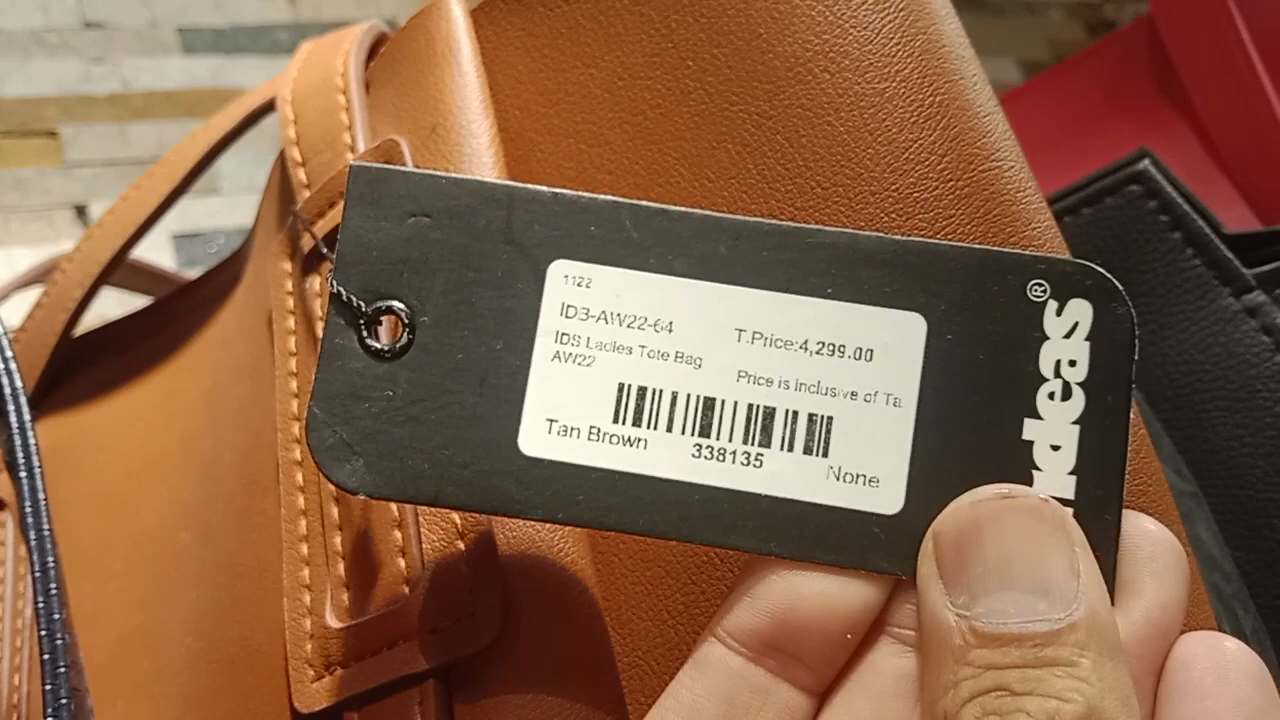 1122
IDB-AW22-64
T.Price:4,299.00
IDS Ladies Tote Bag
AW22
Price is Inclusive of Ta
Tan Brown
338135
None
ideas®